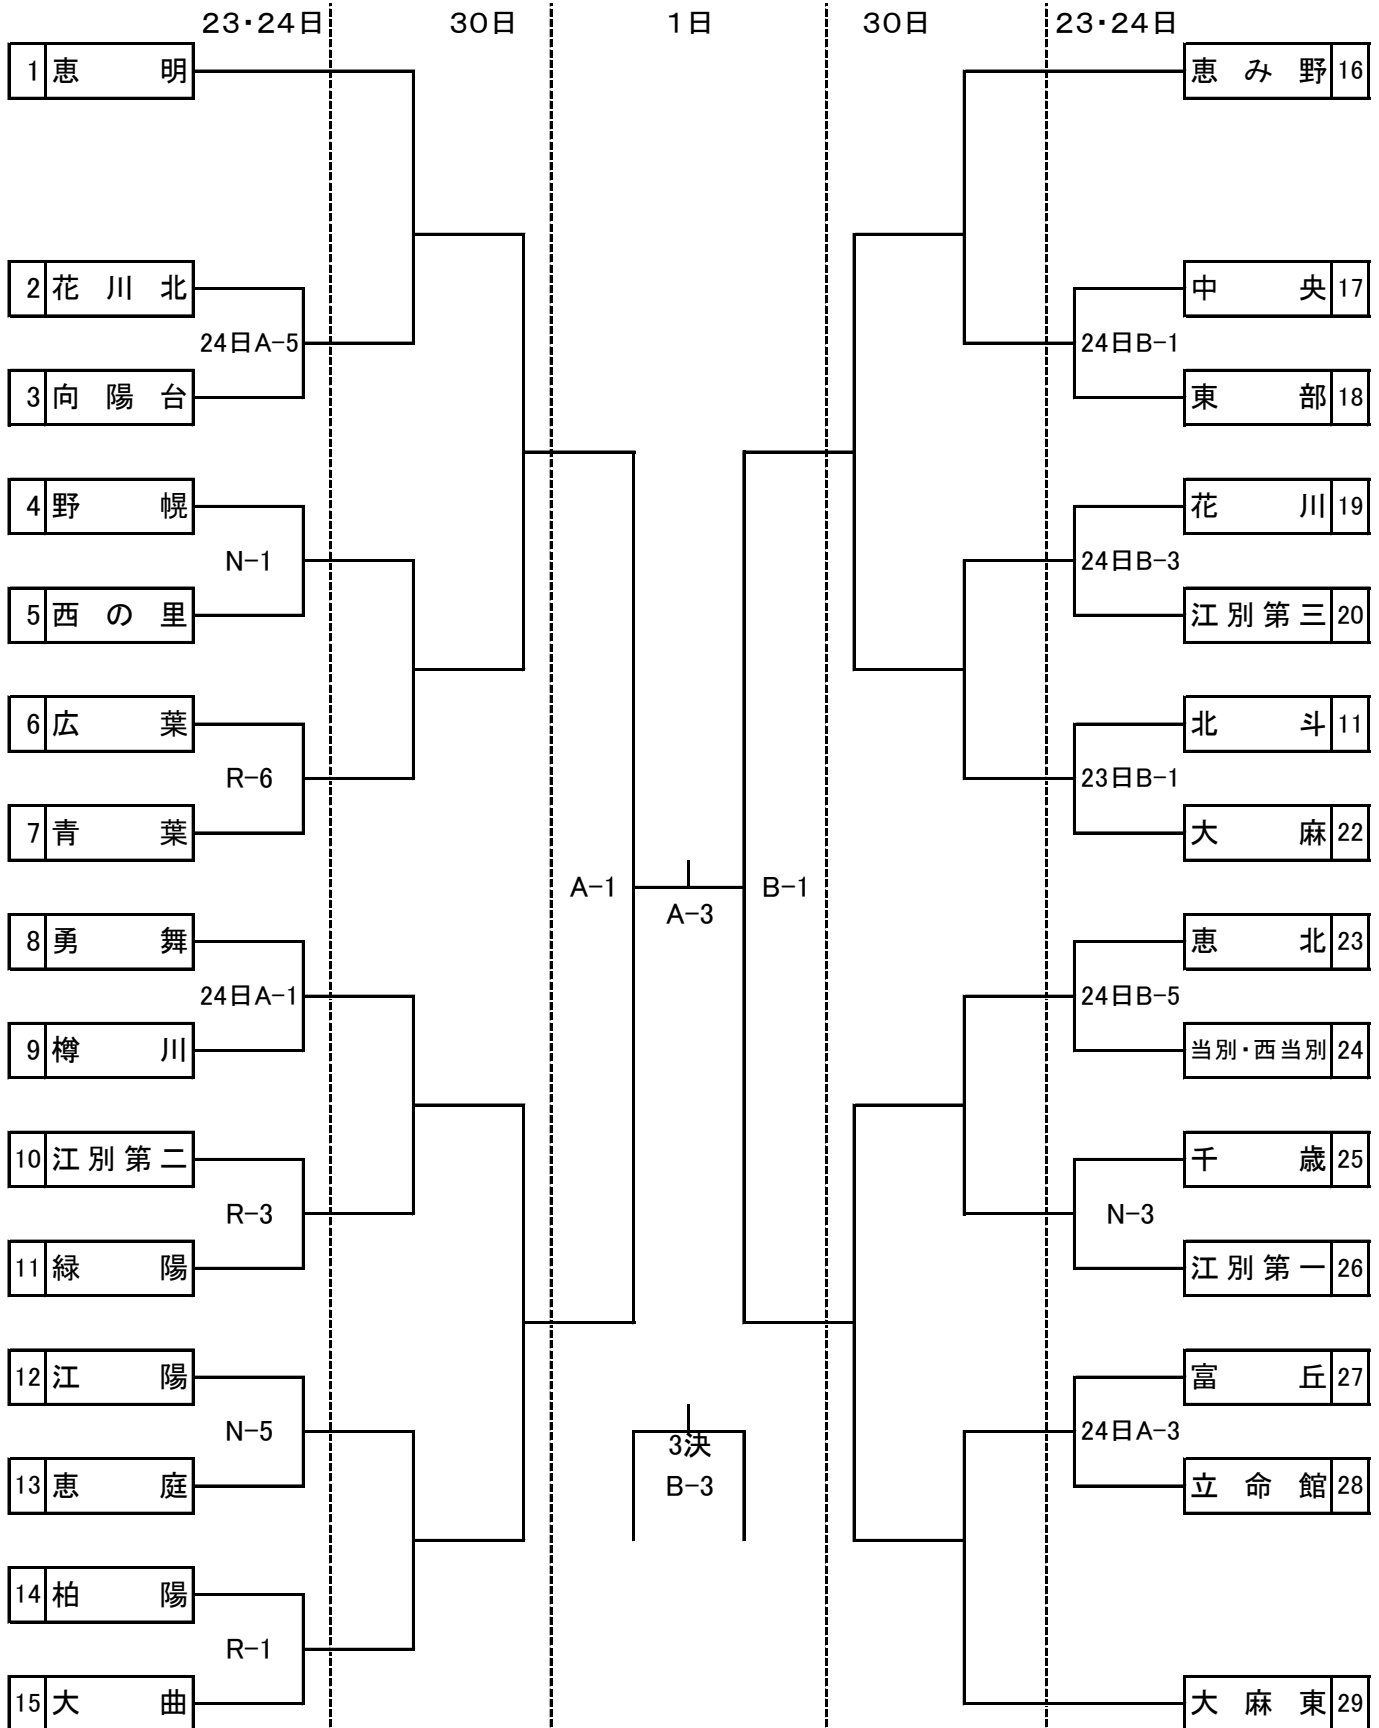 23・24日 30日 1日 30日 23・24日
1 恵明 恵み野 16
2 花川北 中央 17
24日A-5 24日B-1
3 向陽台 東部 18
4 野幌 花川 19
N-1 24日B-3
5 西の里 江別第三 20
6 広葉 北斗 11
R-6 23日B-1
7 青葉 大麻 22
A-1 B-1
A-3
8 勇舞 恵北 23
24日A-1 24日B-5
9 樽川 当別・西当別 24
10 江別第二 千歳 25
R-3 N-3
11 緑陽 江別第一 26
12 江陽 富丘 27
N-5 24日A-3
3決
13 恵庭 立命館 28
B-3
14 柏陽
R-1
15 大曲 大麻東 29